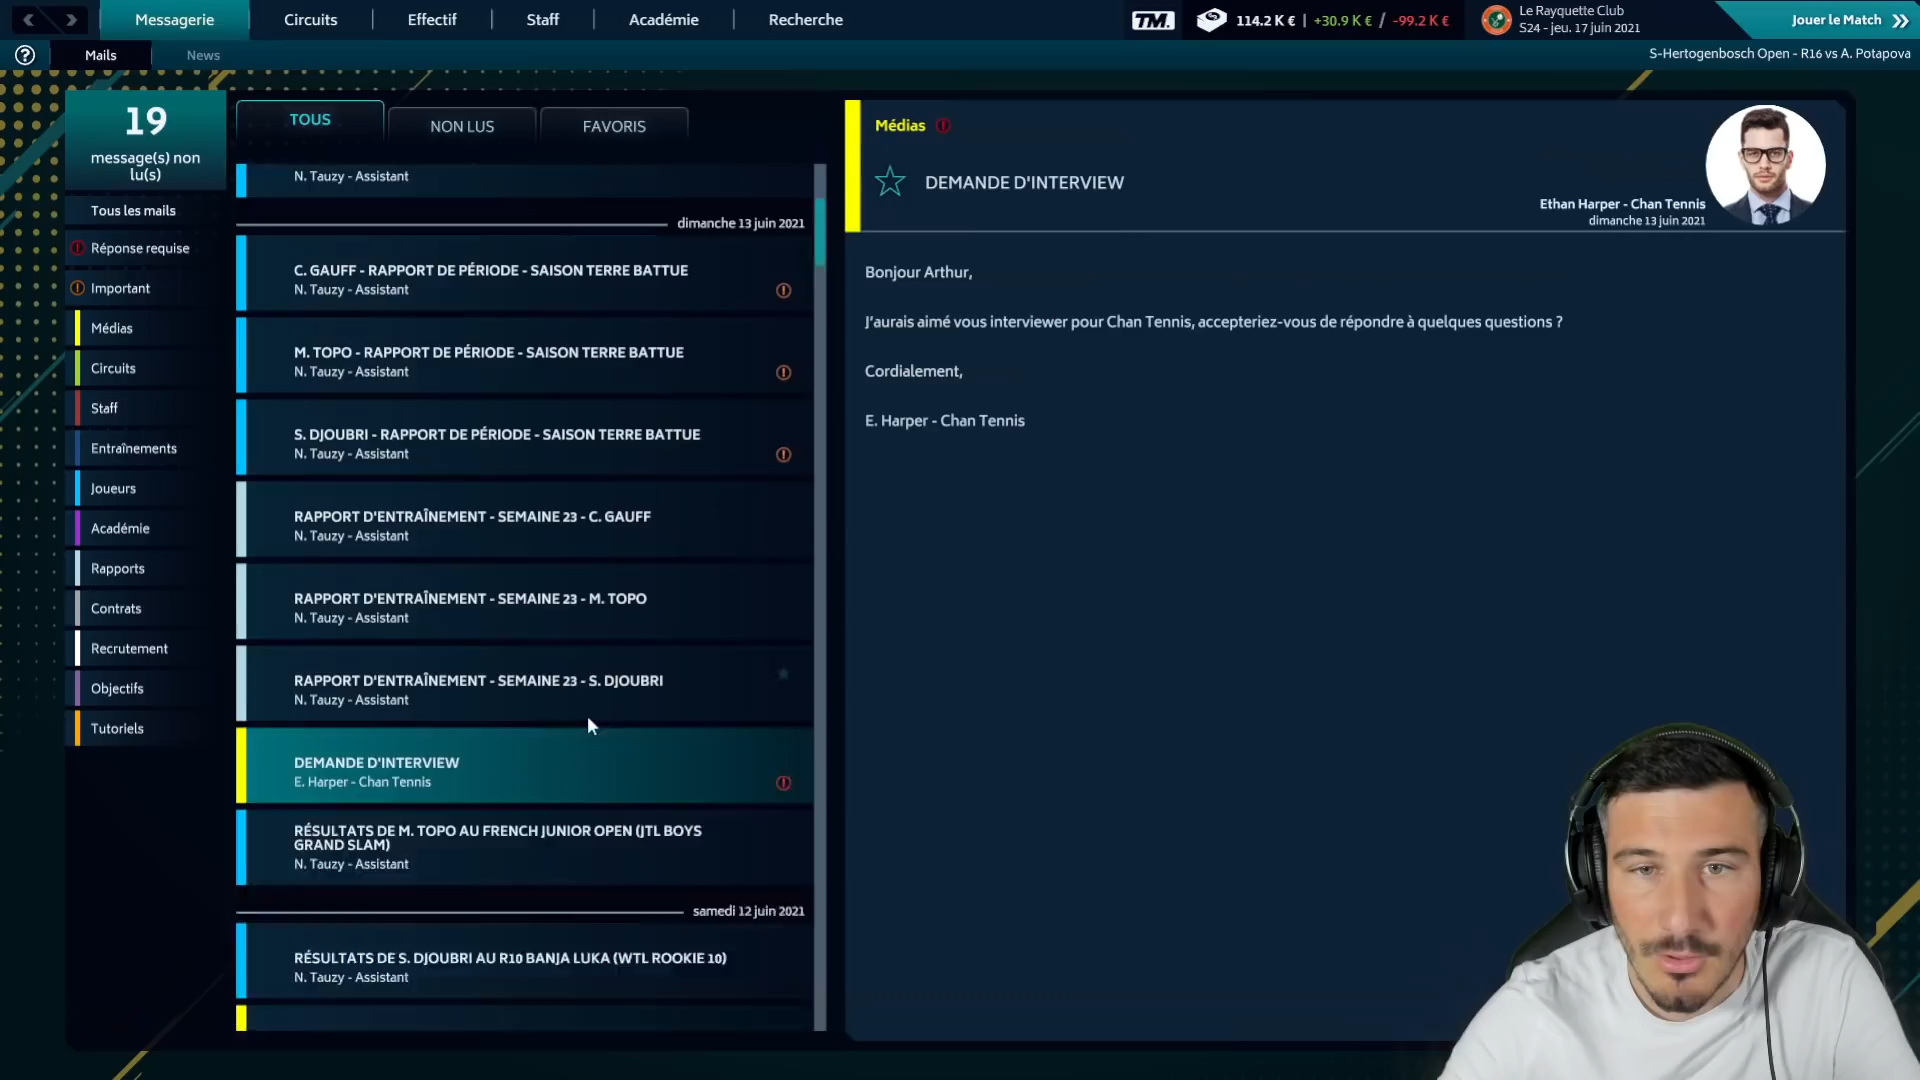 Messagerie
Circuits
Effectif
Staff
Académie
Recherche
TM.
114.2 K € | +30.9 K € / -99.2 K €
Le Rayquette Club
S24 - jeu. 17 juin 2021
Jouer le Match
?
Mails
News
S-Hertogenbosch Open - R16 vs A. Potapova
19
message(s) non
lu(s)
Tous les mails
Réponse requise
Important
Médias
Circuits
Staff
Entraînements
Joueurs
Académie
Rapports
Contrats
Recrutement
Objectifs
Tutoriels
TOUS
NON LUS
FAVORIS
N. Tauzy - Assistant
dimanche 13 juin 2021
C. GAUFF - RAPPORT DE PÉRIODE - SAISON TERRE BATTUE
N. Tauzy - Assistant
M. TOPO - RAPPORT DE PÉRIODE - SAISON TERRE BATTUE
N. Tauzy - Assistant
S. DJOUBRI - RAPPORT DE PÉRIODE - SAISON TERRE BATTUE
N. Tauzy - Assistant
RAPPORT D'ENTRAÎNEMENT - SEMAINE 23 - C. GAUFF
N. Tauzy - Assistant
RAPPORT D'ENTRAÎNEMENT - SEMAINE 23 - M. TOPO
N. Tauzy - Assistant
RAPPORT D'ENTRAÎNEMENT - SEMAINE 23 - S. DJOUBRI
N. Tauzy - Assistant
DEMANDE D'INTERVIEW
E. Harper - Chan Tennis
RÉSULTATS DE M. TOPO AU FRENCH JUNIOR OPEN (JTL BOYS
GRAND SLAM)
N. Tauzy - Assistant
samedi 12 juin 2021
RÉSULTATS DE S. DJOUBRI AU R10 BANJA LUKA (WTL ROOKIE 10)
N. Tauzy - Assistant
Médias
DEMANDE D'INTERVIEW
Ethan Harper - Chan Tennis
dimanche 13 juin 2021
Bonjour Arthur,
J'aurais aimé vous interviewer pour Chan Tennis, accepteriez-vous de répondre à quelques questions ?
Cordialement,
E. Harper - Chan Tennis